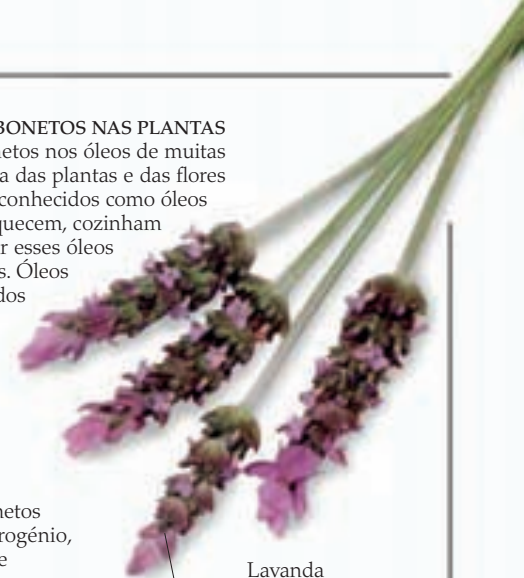 BONETOS NAS PLANTAS
netos nos óleos de muitas
a das plantas e das flores
conhecidos como óleos
quecem, cozinham
r esses óleos
s. Óleos
dos
netos
rogénio,
e
Lavanda